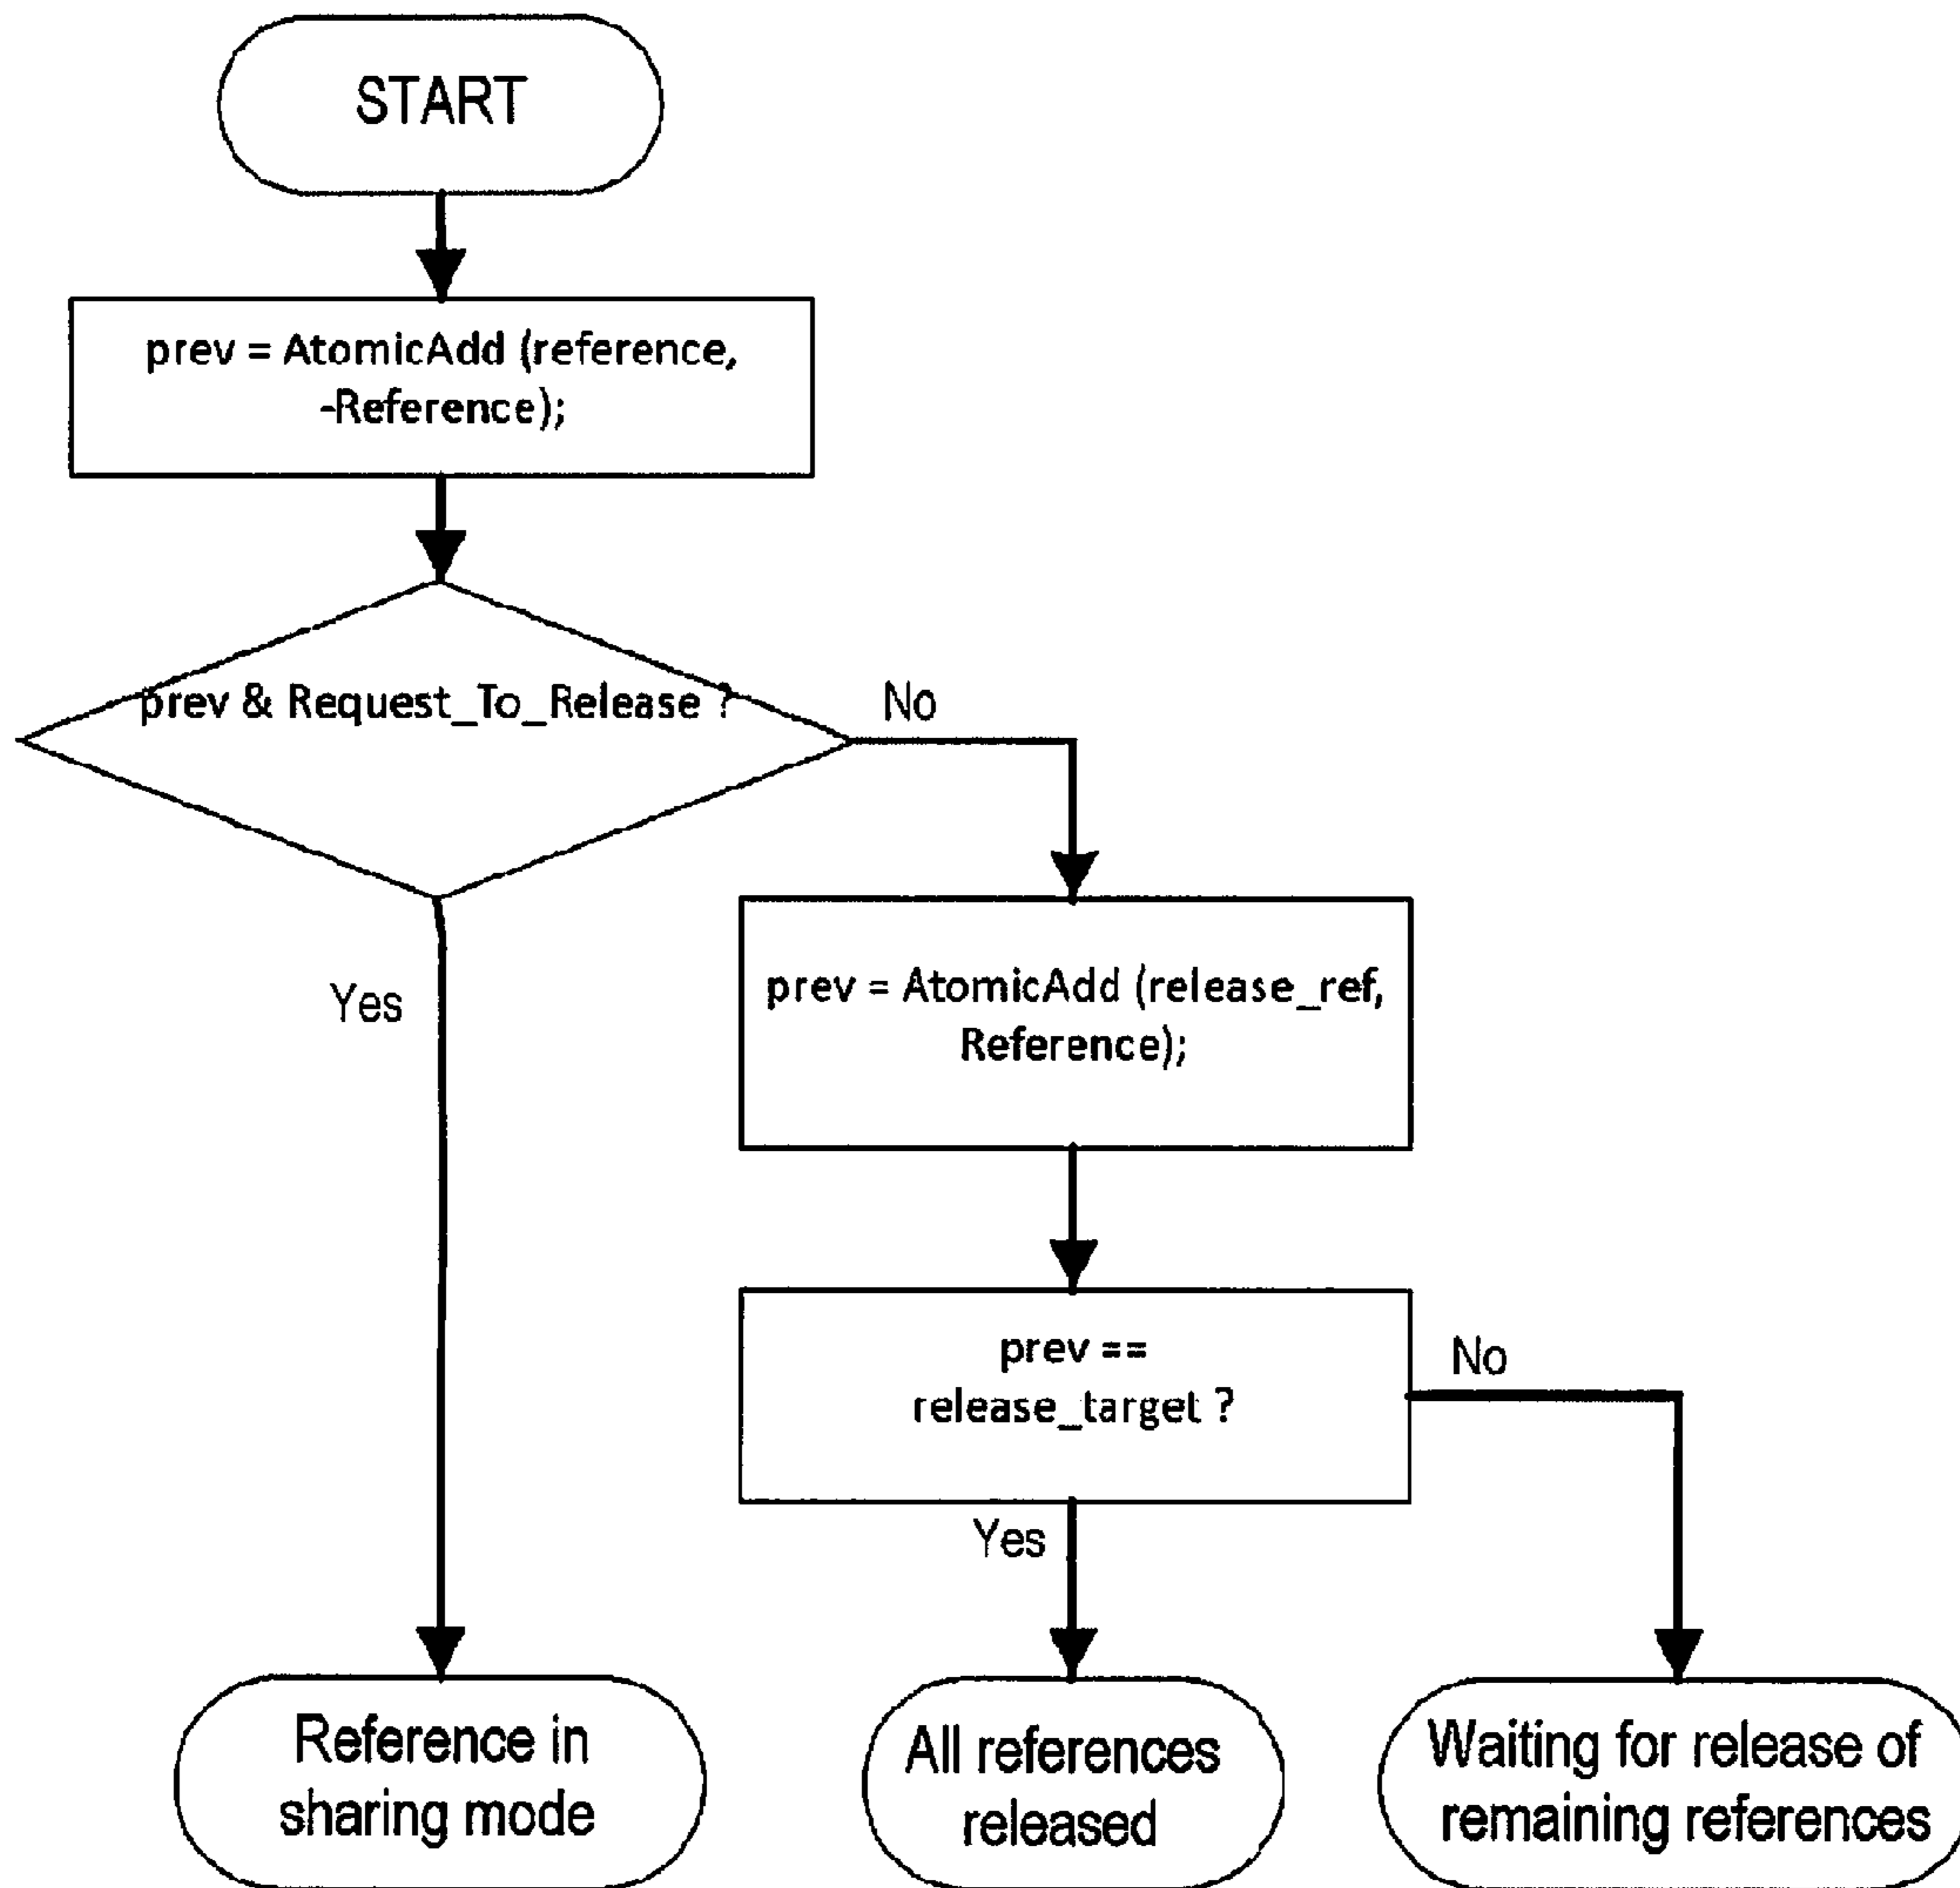 START
prev = AtomicAdd (reference,
-Reference);
prev & Request_To_Release ?
No
Yes
prev = AtomicAdd (release_ref,
Reference);
prev ==
release_target ?
No
Yes
Reference in
sharing mode
All references
released
Waiting for release of
remaining references